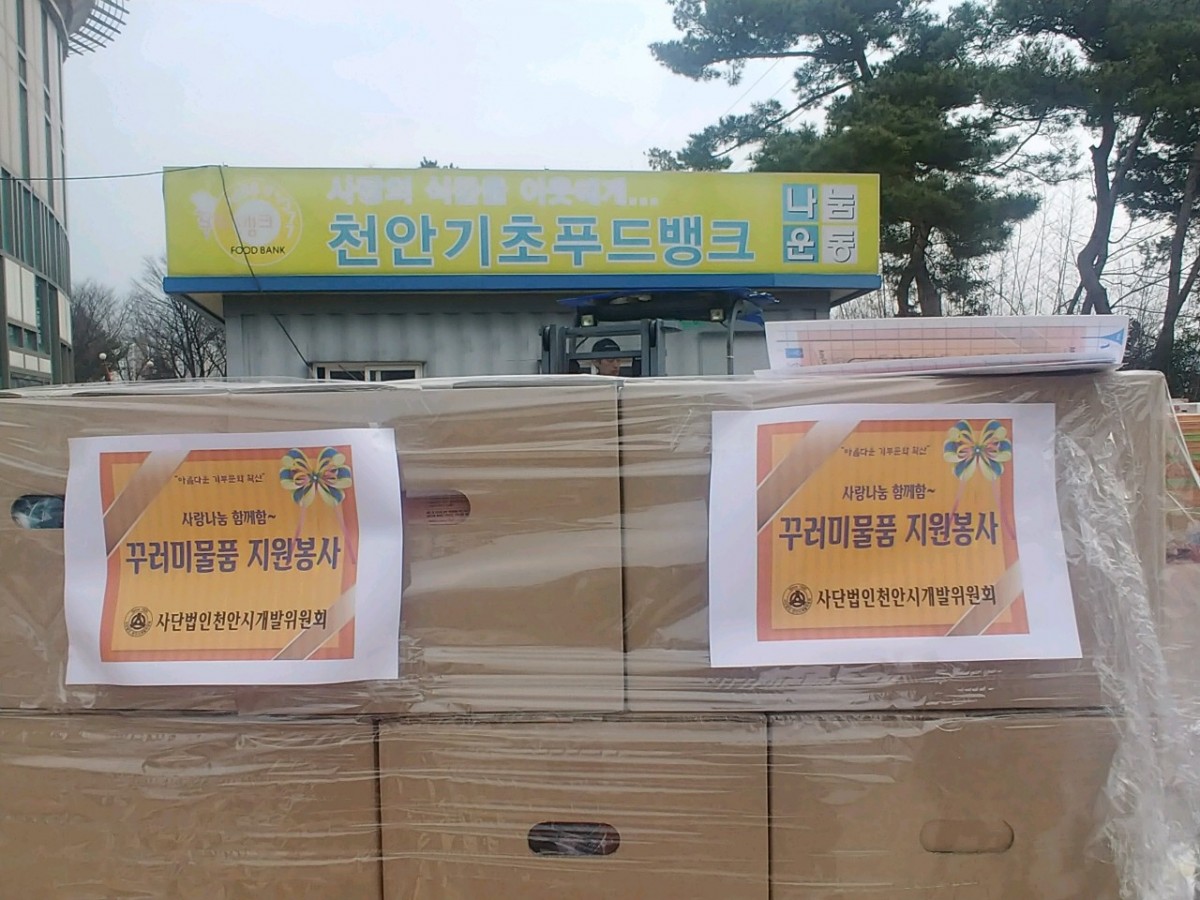 사랑의 식품을 이웃에게...
천안기초푸드뱅크
나눔
운동
뱅크
FOOD BANK
"아름다운 기부문화 확산"
사랑나눔 함께함~
꾸러미물품 지원봉사
사단법인천안시개발위원회
"아름다운 기부문화 확산"
사랑나눔 함께함~
꾸러미물품 지원봉사
사단법인천안시개발위원회